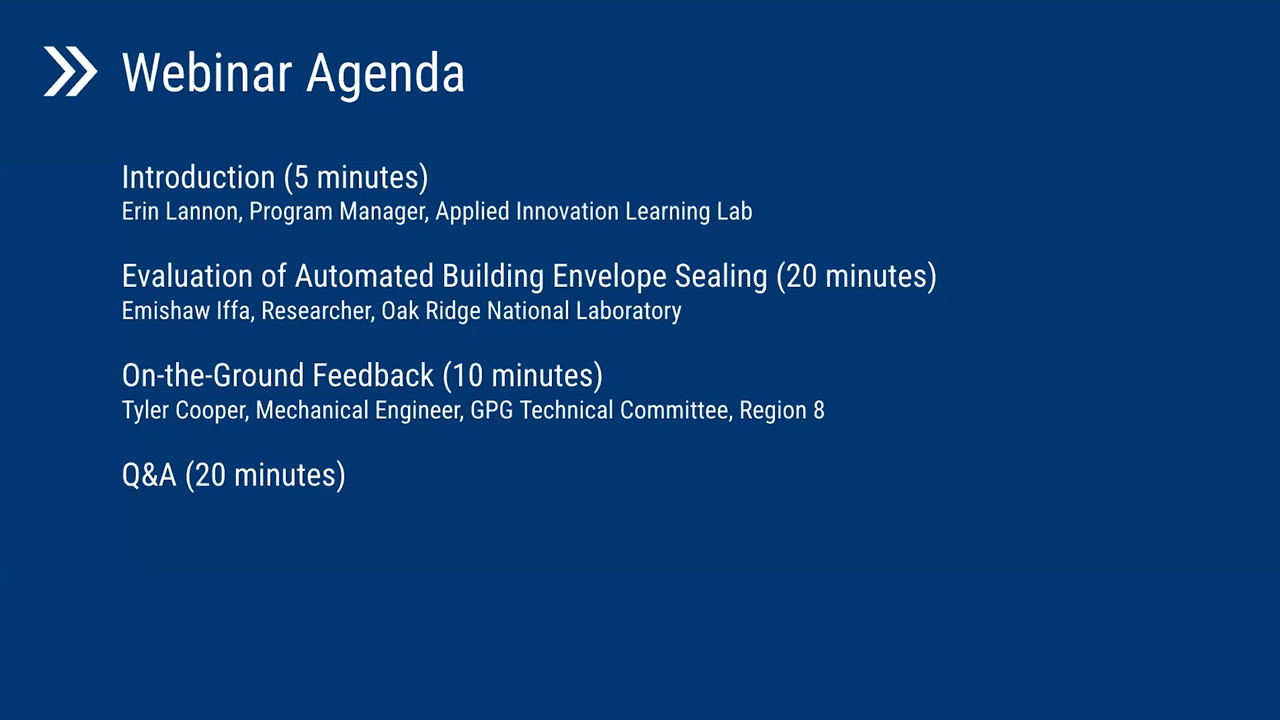 Webinar Agenda
Introduction (5 minutes)
Erin Lannon, Program Manager, Applied Innovation Learning Lab
Evaluation of Automated Building Envelope Sealing (20 minutes)
Emishaw Iffa, Researcher, Oak Ridge National Laboratory
On-the-Ground Feedback (10 minutes)
Tyler Cooper, Mechanical Engineer, GPG Technical Committee, Region 8
Q&A (20 minutes)